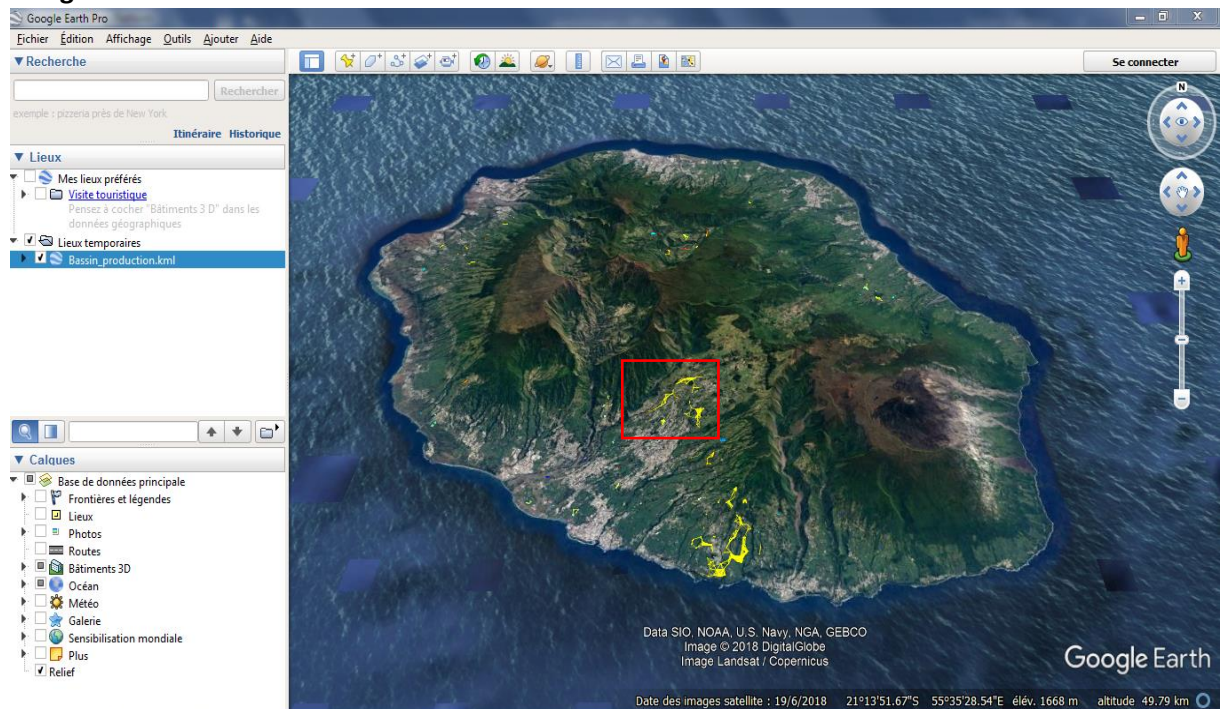 Google Earth Pro
Fichier Édition Affichage Outils Ajouter Aide
▼ Recherche
Rechercher
exemple : pizzeria près de New York
Itinéraire Historique
▼ Lieux
Mes lieux préférés
Visite touristique
Pensez à cocher "Bâtiments 3 D" dans les
données géographiques
Lieux temporaires
Bassin_production.kml
▼ Calques
Base de données principale
Frontières et légendes
Lieux
Photos
Routes
Bâtiments 3D
Océan
Météo
Galerie
Sensibilisation mondiale
Plus
Relief
Se connecter
N
Data SIO, NOAA, U.S. Navy, NGA, GEBCO
Image © 2018 DigitalGlobe
Image Landsat / Copernicus
Google Earth
Date des images satellite : 19/6/2018 21°13'51.67"S 55°35'28.54"E élév. 1668 m altitude 49.79 km